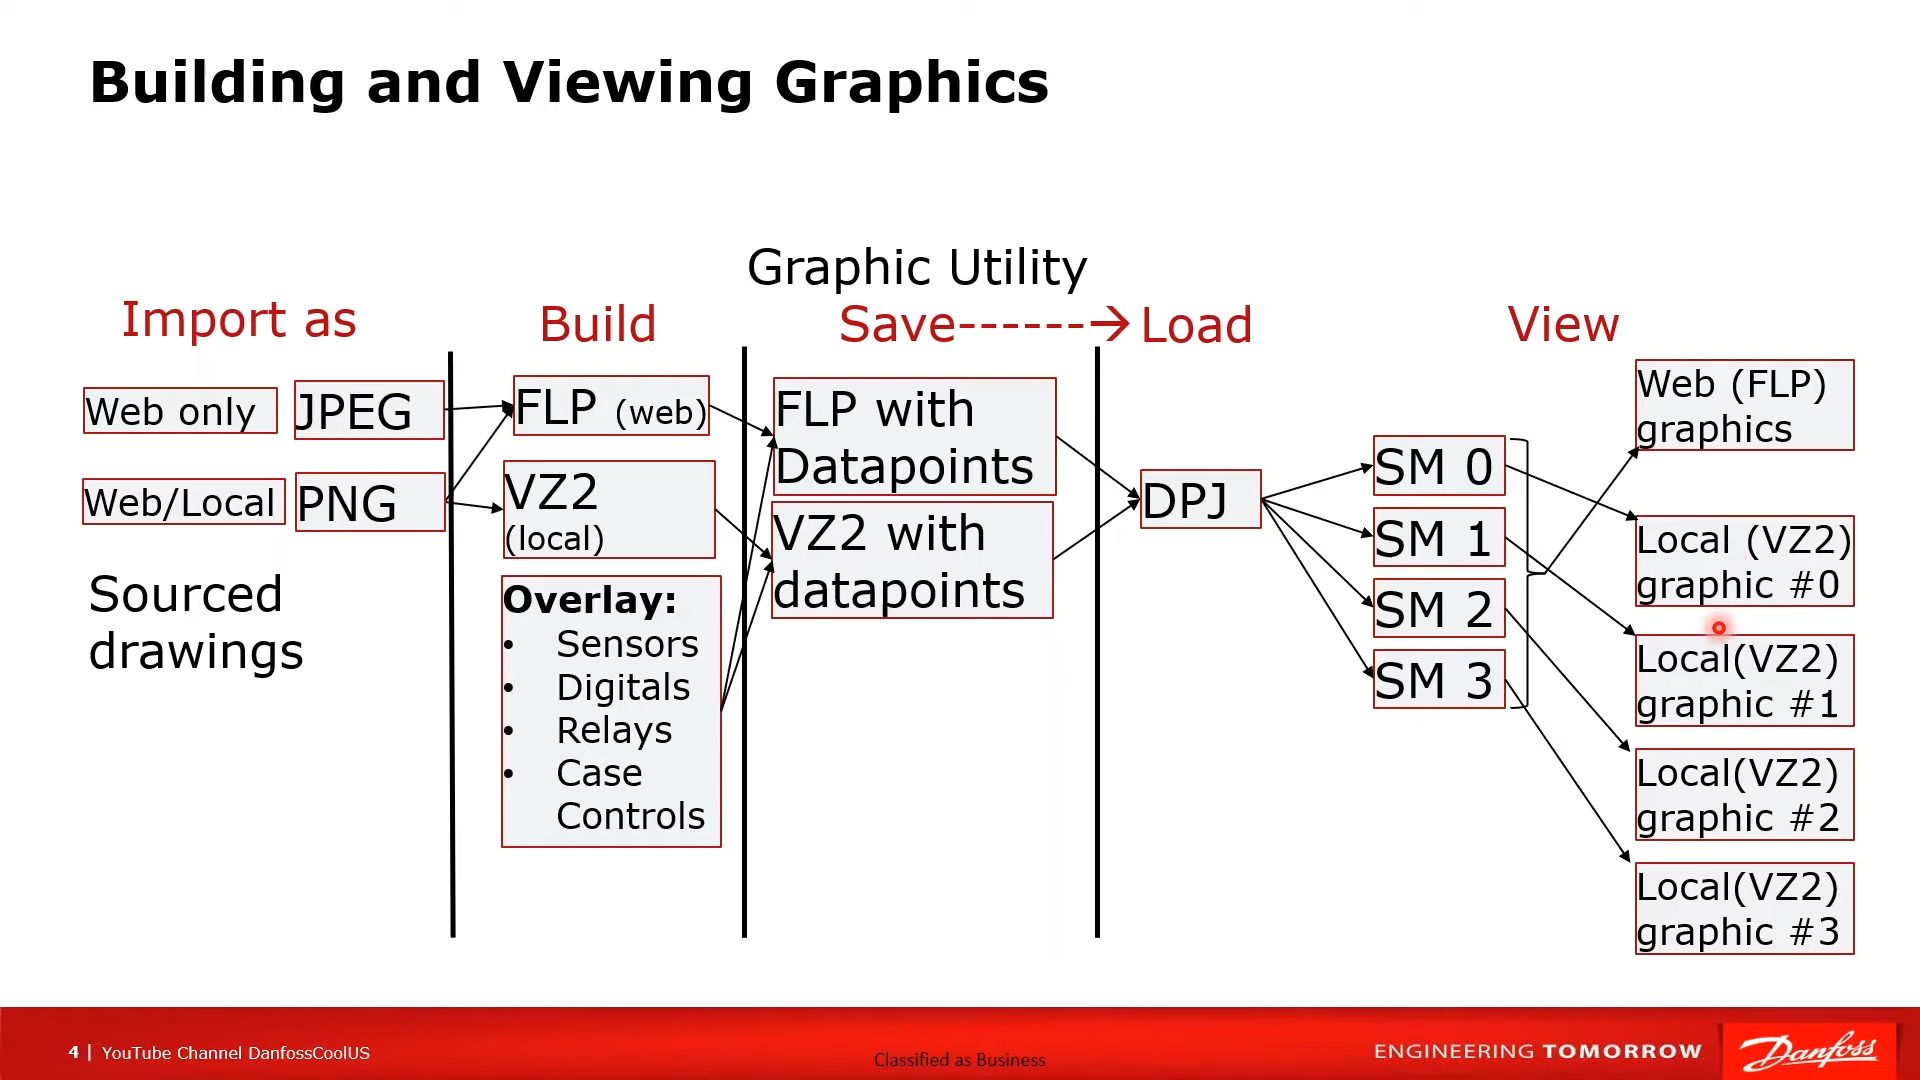 Building and Viewing Graphics
Graphic Utility
Import as
Build
Save------→Load
View
Web only
JPEG
Web/Local
PNG
Sourced
drawings
FLP (web)
VZ2
(local)
Overlay:
• Sensors
• Digitals
• Relays
• Case
Controls
FLP with
Datapoints
VZ2 with
datapoints
DPJ
SM 0
SM 1
SM 2
SM 3
Web (FLP)
graphics
Local (VZ2)
graphic #0
Local(VZ2)
graphic #1
Local(VZ2)
graphic #2
Local(VZ2)
graphic #3
4 | YouTube Channel DanfossCoolUS
Classified as Business
ENGINEERING TOMORROW
Danfoss